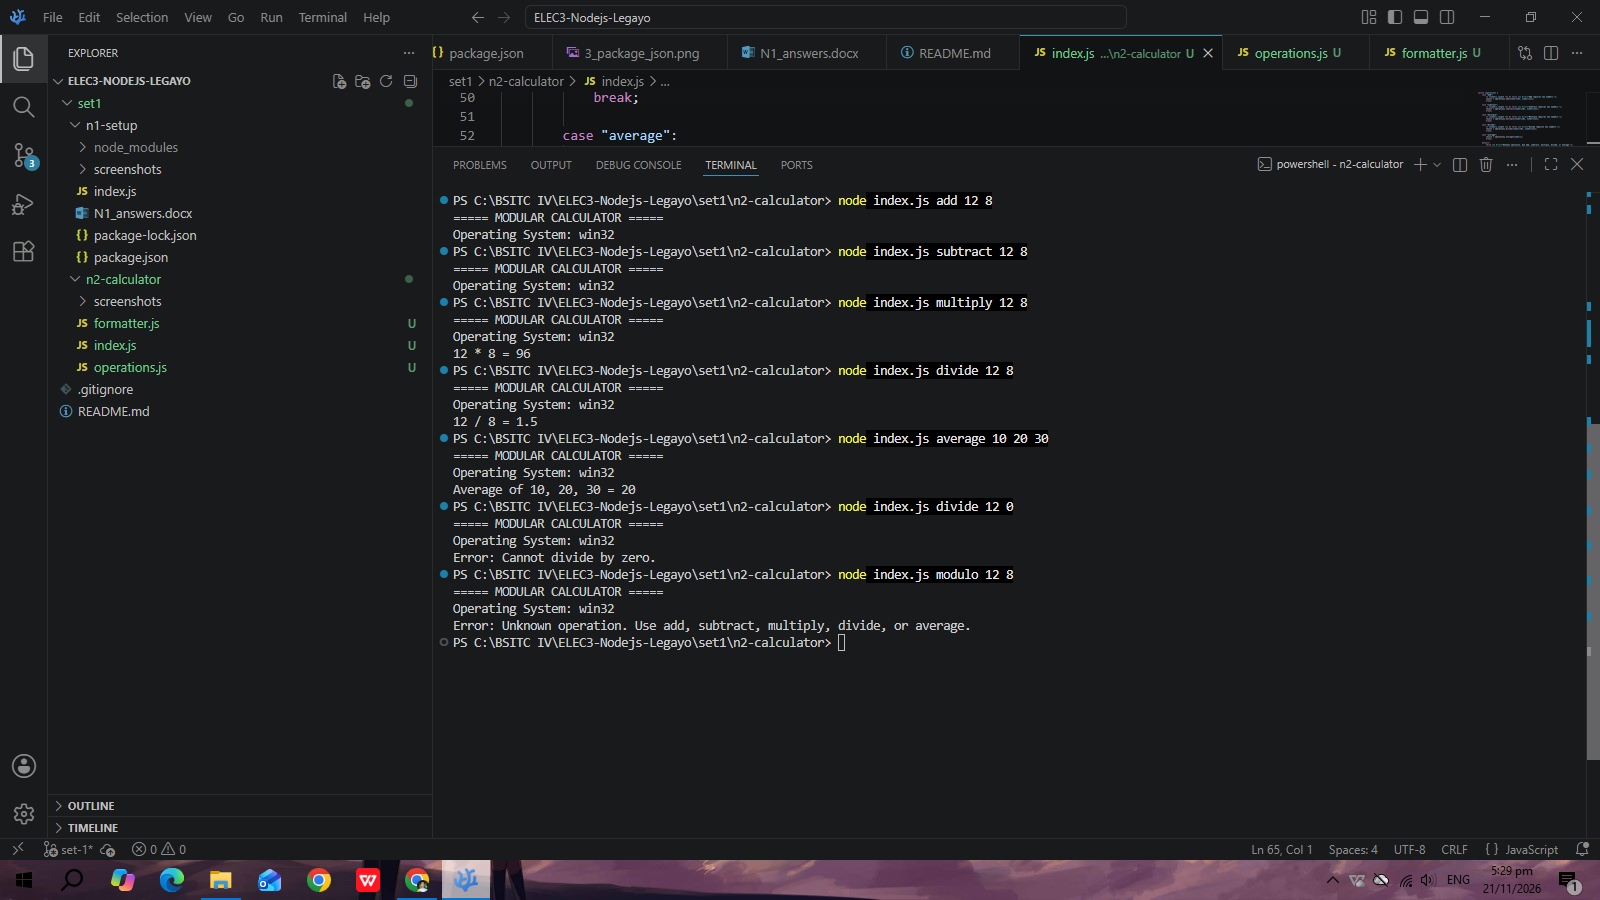 File Edit Selection View Go Run Terminal Help
ELEC3-Nodejs-Legayo
EXPLORER
ELEC3-NODEJS-LEGAYO
set1
n1-setup
node_modules
screenshots
JS index.js
N1_answers.docx
{} package-lock.json
{} package.json
n2-calculator
screenshots
JS formatter.js U
JS index.js U
JS operations.js U
.gitignore
README.md
OUTLINE
TIMELINE
3
{} package.json
3_package_json.png
N1_answers.docx
README.md
JS index.js ...\n2-calculator U
JS operations.js U
JS formatter.js U
set1 > n2-calculator > JS index.js > ...
50 break;
51
52 case "average":
PROBLEMS OUTPUT DEBUG CONSOLE TERMINAL PORTS
powershell - n2-calculator
PS C:\BSITC IV\ELEC3-Nodejs-Legayo\set1\n2-calculator> node index.js add 12 8
===== MODULAR CALCULATOR =====
Operating System: win32
PS C:\BSITC IV\ELEC3-Nodejs-Legayo\set1\n2-calculator> node index.js subtract 12 8
===== MODULAR CALCULATOR =====
Operating System: win32
PS C:\BSITC IV\ELEC3-Nodejs-Legayo\set1\n2-calculator> node index.js multiply 12 8
===== MODULAR CALCULATOR =====
Operating System: win32
12 * 8 = 96
PS C:\BSITC IV\ELEC3-Nodejs-Legayo\set1\n2-calculator> node index.js divide 12 8
===== MODULAR CALCULATOR =====
Operating System: win32
12 / 8 = 1.5
PS C:\BSITC IV\ELEC3-Nodejs-Legayo\set1\n2-calculator> node index.js average 10 20 30
===== MODULAR CALCULATOR =====
Operating System: win32
Average of 10, 20, 30 = 20
PS C:\BSITC IV\ELEC3-Nodejs-Legayo\set1\n2-calculator> node index.js divide 12 0
===== MODULAR CALCULATOR =====
Operating System: win32
Error: Cannot divide by zero.
PS C:\BSITC IV\ELEC3-Nodejs-Legayo\set1\n2-calculator> node index.js modulo 12 8
===== MODULAR CALCULATOR =====
Operating System: win32
Error: Unknown operation. Use add, subtract, multiply, divide, or average.
PS C:\BSITC IV\ELEC3-Nodejs-Legayo\set1\n2-calculator>
set-1* 0 0
Ln 65, Col 1 Spaces: 4 UTF-8 CRLF {} JavaScript
ENG
5:29 pm
21/11/2026
1